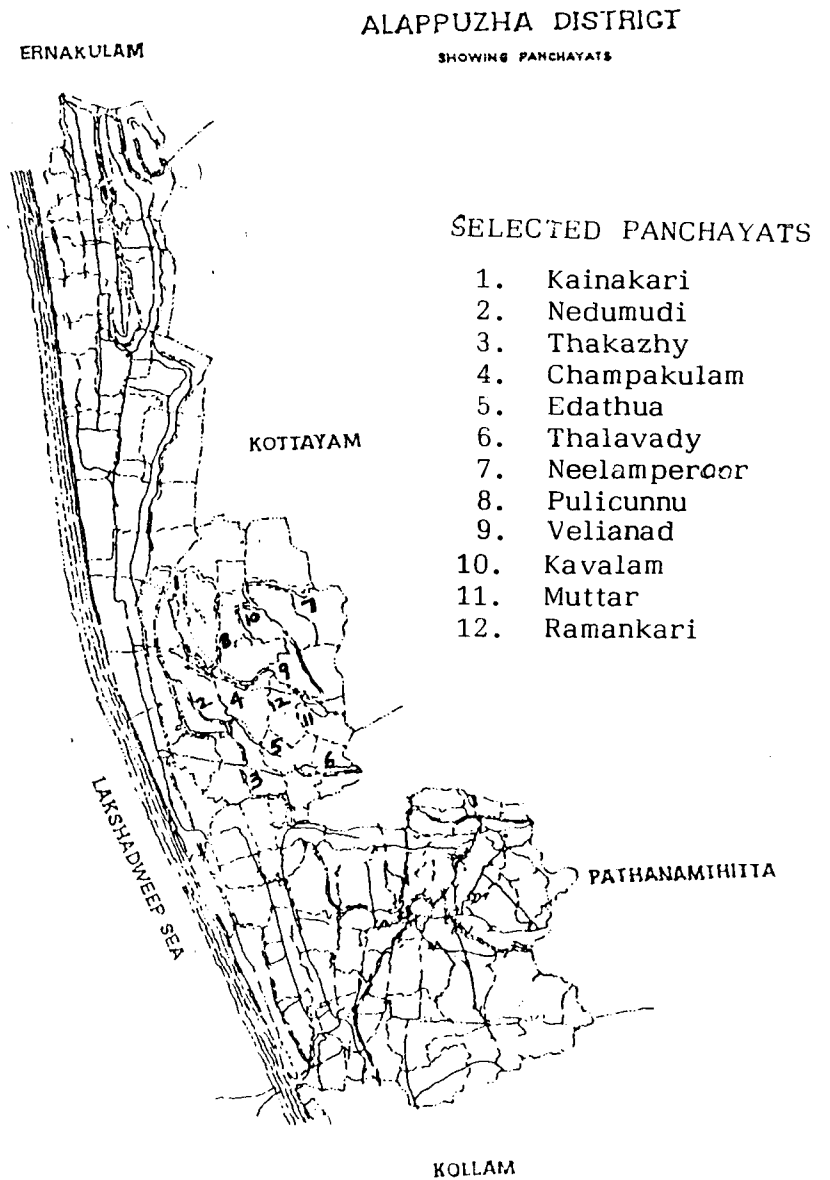 ALAPPUZHA DISTRICT
SHOWING PANCHAYATS
ERNAKULAM
SELECTED PANCHAYATS
1. Kainakari
2. Nedumudi
3. Thakazhy
4. Champakulam
5. Edathua
6. Thalavady
7. Neelamperoor
8. Pulicunnu
9. Velianad
10. Kavalam
11. Muttar
12. Ramankari
KOTTAYAM
1
10
7
8
9
2
4
12
11
5
6
3
LAKSHADWEEP SEA
PATHANAMTHITTA
KOLLAM